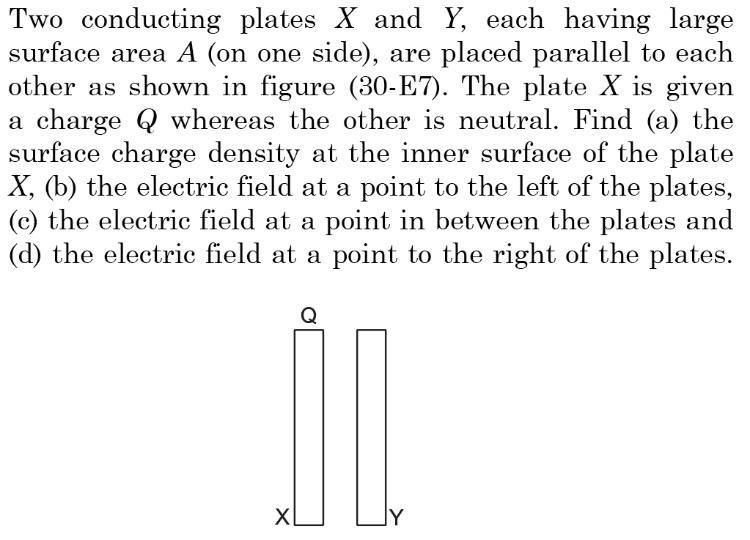 Two conducting plates X and Y, each having large
surface area A (on one side), are placed parallel to each
other as shown in figure (30-E7). The plate X is given
a charge Q whereas the other is neutral. Find (a) the
surface charge density at the inner surface of the plate
X, (b) the electric field at a point to the left of the plates,
(c) the electric field at a point in between the plates and
(d) the electric field at a point to the right of the plates.
Q
X
Y